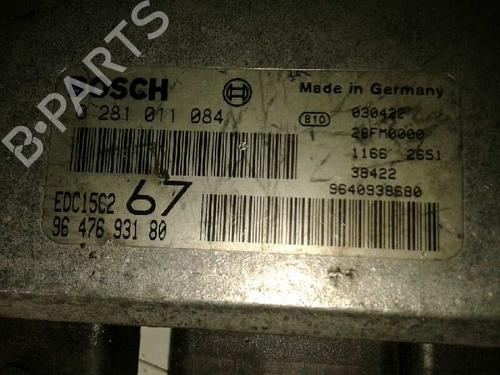 B-PARTS
BOSCH
Made in Germany
0 281 011 084
810
030422
28FM0000
1166 2651
38422
9640938680
EDC15C2
67
96 476 931 80